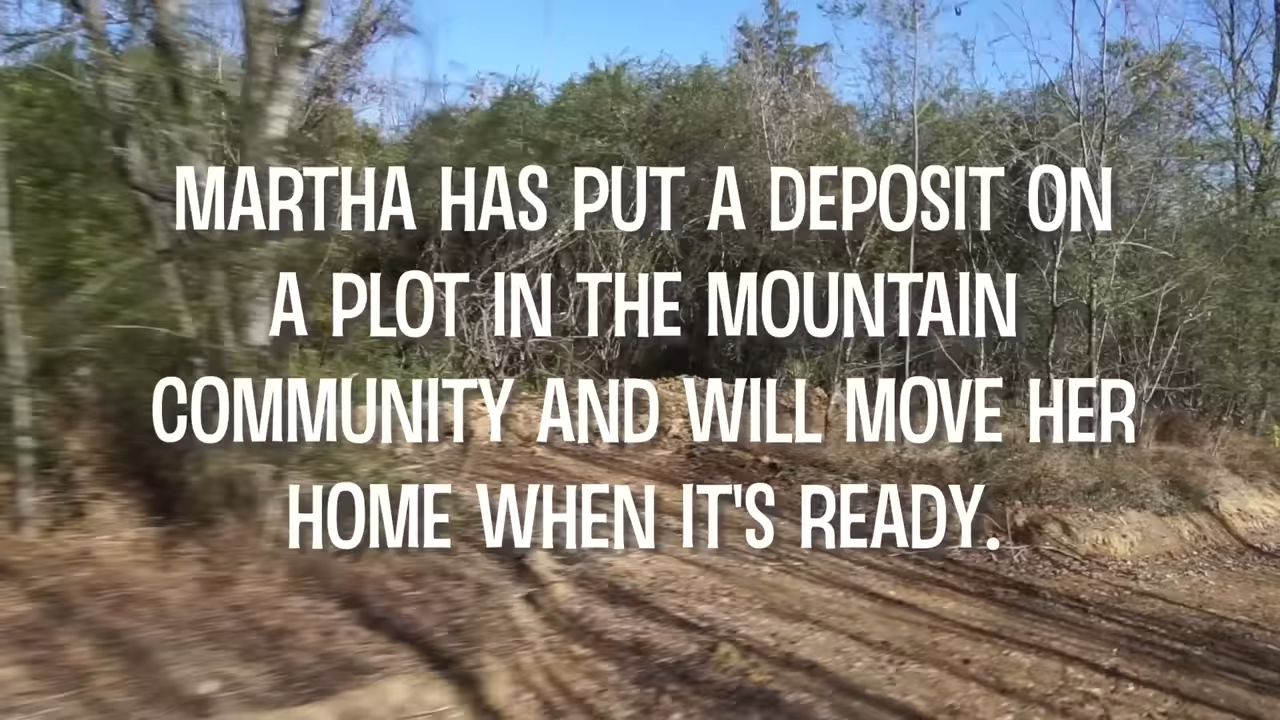 MARTHA HAS PUT A DEPOSIT ON
A PLOT IN THE MOUNTAIN
COMMUNITY AND WILL MOVE HER
HOME WHEN IT'S READY.